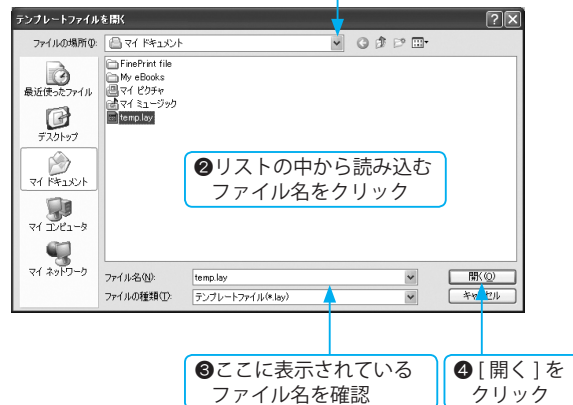 テンプレートファイルを開く
ファイルの場所(I):
マイ ドキュメント
最近使ったファイル
デスクトップ
マイ ドキュメント
マイ コンピュータ
マイ ネットワーク
FinePrint file
My eBooks
マイ ピクチャ
マイ ミュージック
temp.lay
❷リストの中から読み込む
ファイル名をクリック
ファイル名(N):
temp.lay
開く(O)
ファイルの種類(T):
テンプレートファイル(*.lay)
キャンセル
❸ここに表示されている
ファイル名を確認
❹ [ 開く ] を
クリック